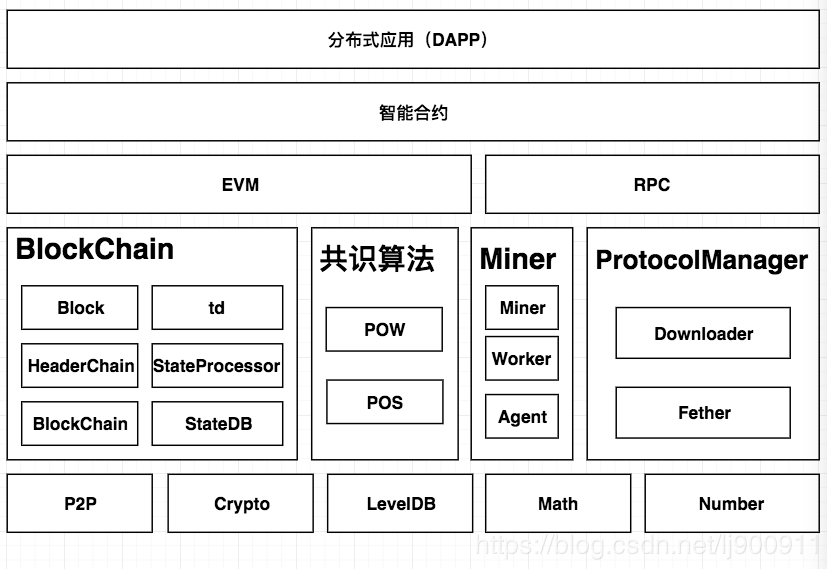 分布式应用（DAPP）
智能合约
EVM
RPC
BlockChain
Block
td
HeaderChain
StateProcessor
BlockChain
StateDB
共识算法
POW
POS
Miner
Miner
Worker
Agent
ProtocolManager
Downloader
Fether
P2P
Crypto
LevelDB
Math
Number
https://blog.csdn.net/lj900911